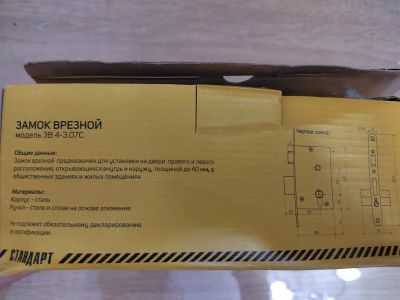 ЗАМОК ВРЕЗНОЙ
модель ЗВ 4-3.07С
Общие данные:
Замок врезной предназначен для установки на двери правого и левого
расположения, открывающихся внутрь и наружу, толщиной до 40 мм, в
общественных зданиях и жилых помещениях.
Материалы:
Корпус - сталь
Ручка - сталь и сплав на основе алюминия
Не подлежит обязательному декларированию
и сертификации.
СТАНДАРТ
Чертеж замка